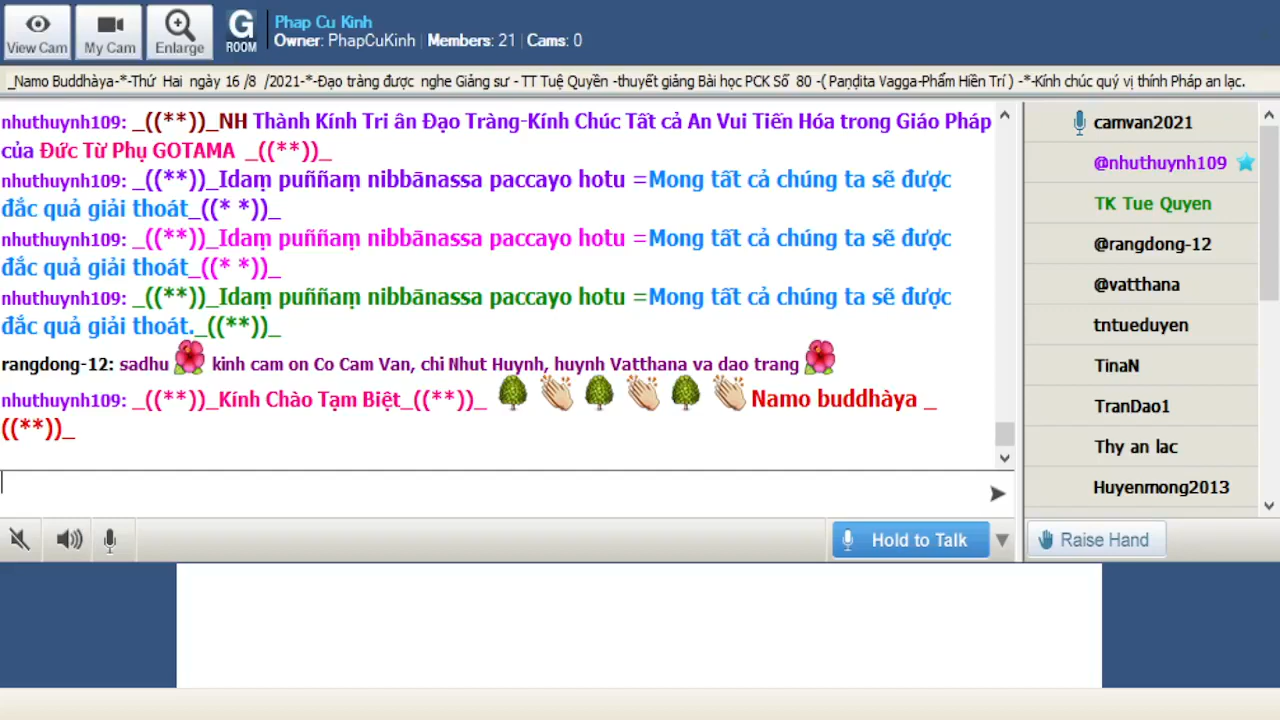 View Cam
My Cam
Enlarge
G
ROOM
Phap Cu Kinh
Owner: PhapCuKinh | Members: 21 | Cams: 0
_Namo Buddhàya-*-Thứ Hai ngày 16 /8 /2021-*-Đạo tràng được nghe Giảng sư - TT Tuệ Quyền -thuyết giảng Bài học PCK Số 80 -( Paṇḍita Vagga-Phẩm Hiền Trí ) -*-Kính chúc quý vị thính Pháp an lạc.
nhuthuynh109: _((**))_NH Thành Kính Tri ân Đạo Tràng-Kính Chúc Tất cả An Vui Tiến Hóa trong Giáo Pháp
của Đức Từ Phụ GOTAMA _((**))_
nhuthuynh109: _((**))_Idaṃ puññaṃ nibbānassa paccayo hotu =Mong tất cả chúng ta sẽ được
đắc quả giải thoát_((* *))_
nhuthuynh109: _((**))_Idaṃ puññaṃ nibbānassa paccayo hotu =Mong tất cả chúng ta sẽ được
đắc quả giải thoát_((* *))_
nhuthuynh109: _((**))_Idaṃ puññaṃ nibbānassa paccayo hotu =Mong tất cả chúng ta sẽ được
đắc quả giải thoát._((**))_
rangdong-12: sadhu kinh cam on Co Cam Van, chi Nhut Huynh, huynh Vatthana va dao trang
nhuthuynh109: _((**))_Kính Chào Tạm Biệt_((**))_ Namo buddhàya _
((**))_
camvan2021
@nhuthuynh109
TK Tue Quyen
@rangdong-12
@vatthana
tntueduyen
TinaN
TranDao1
Thy an lac
Huyenmong2013
Hold to Talk
Raise Hand